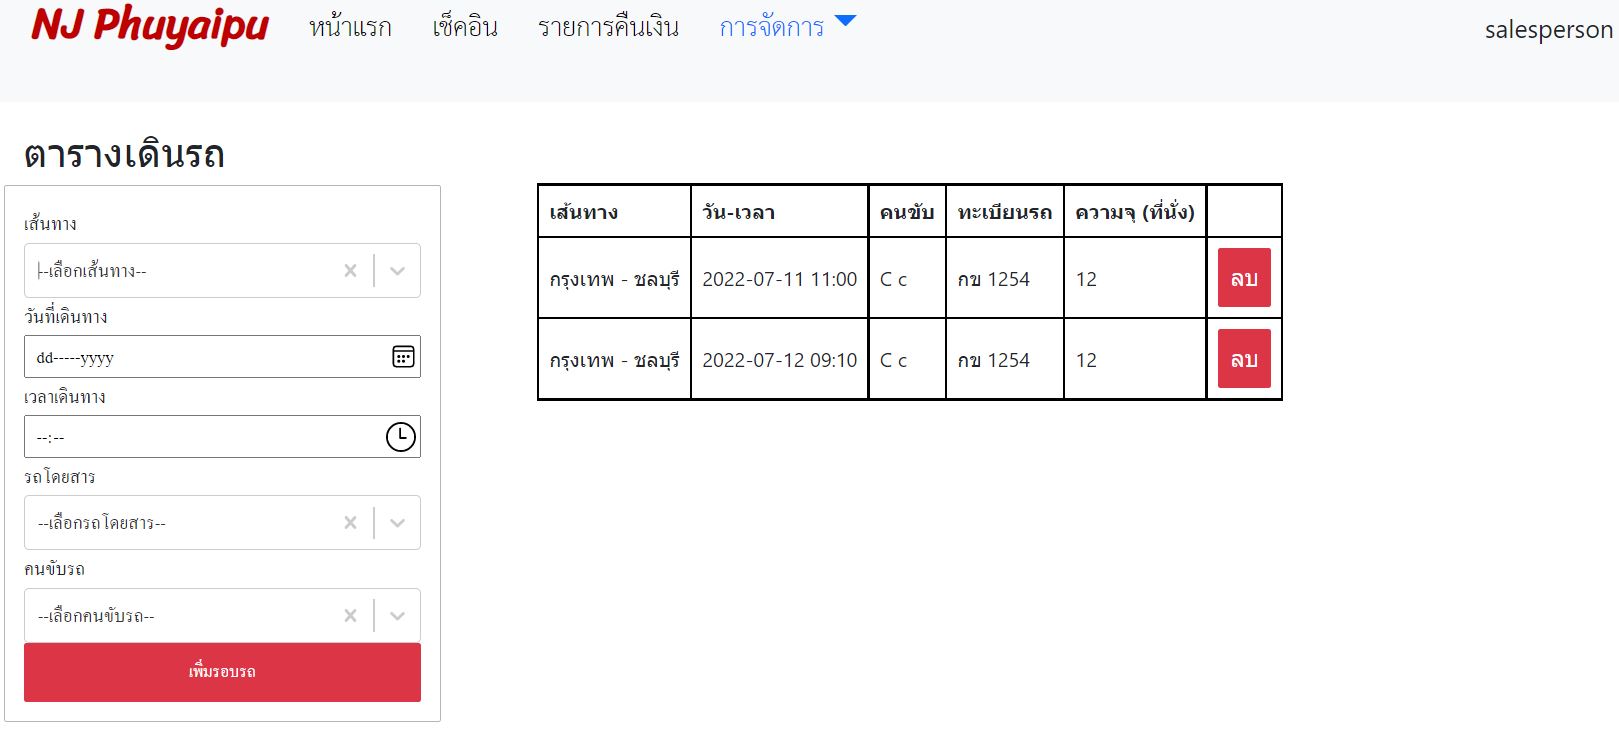 NJ Phuyaipu หน้าแรก เช็คอิน รายการคืนเงิน การจัดการ salesperson
ตารางเดินรถ
เส้นทาง
--เลือกเส้นทาง--
วันที่เดินทาง
dd-----yyyy
เวลาเดินทาง
--:--
รถโดยสาร
--เลือกรถโดยสาร--
คนขับรถ
--เลือกคนขับรถ--
เพิ่มรอบรถ
เส้นทาง วัน-เวลา คนขับ ทะเบียนรถ ความจุ (ที่นั่ง)
กรุงเทพ - ชลบุรี 2022-07-11 11:00 C c กข 1254 12 ลบ
กรุงเทพ - ชลบุรี 2022-07-12 09:10 C c กข 1254 12 ลบ